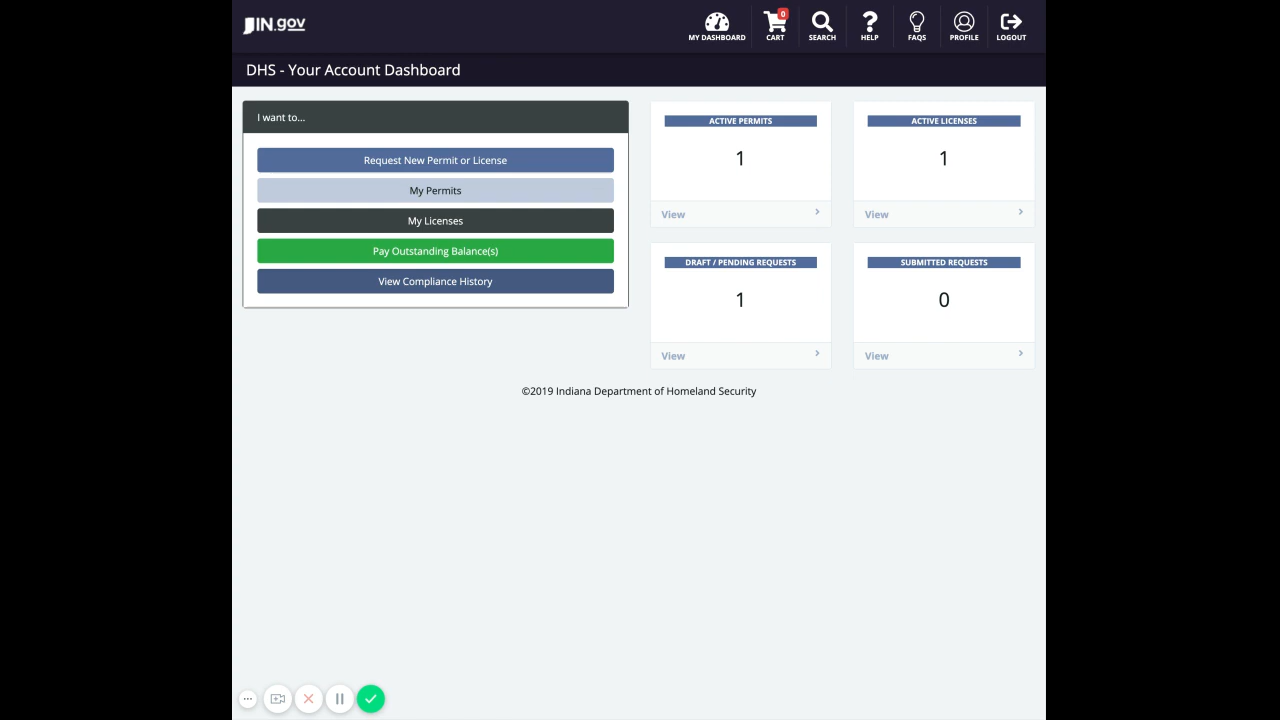 IN.gov
MY DASHBOARD
0
CART
SEARCH
HELP
FAQS
PROFILE
LOGOUT
DHS - Your Account Dashboard
I want to...
Request New Permit or License
My Permits
My Licenses
Pay Outstanding Balance(s)
View Compliance History
ACTIVE PERMITS
1
View
ACTIVE LICENSES
1
View
DRAFT / PENDING REQUESTS
1
View
SUBMITTED REQUESTS
0
View
©2019 Indiana Department of Homeland Security